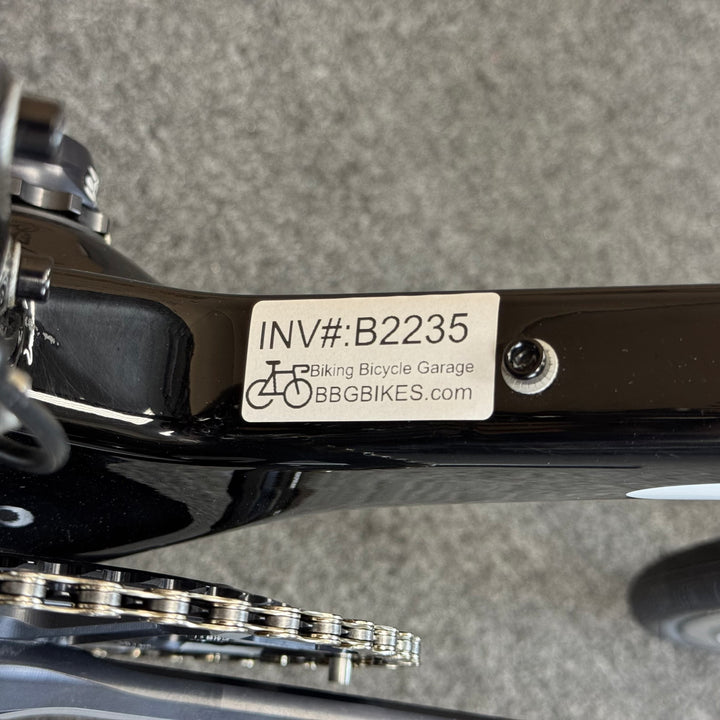 INV#:B2235
Biking Bicycle Garage
BBGBIKES.com